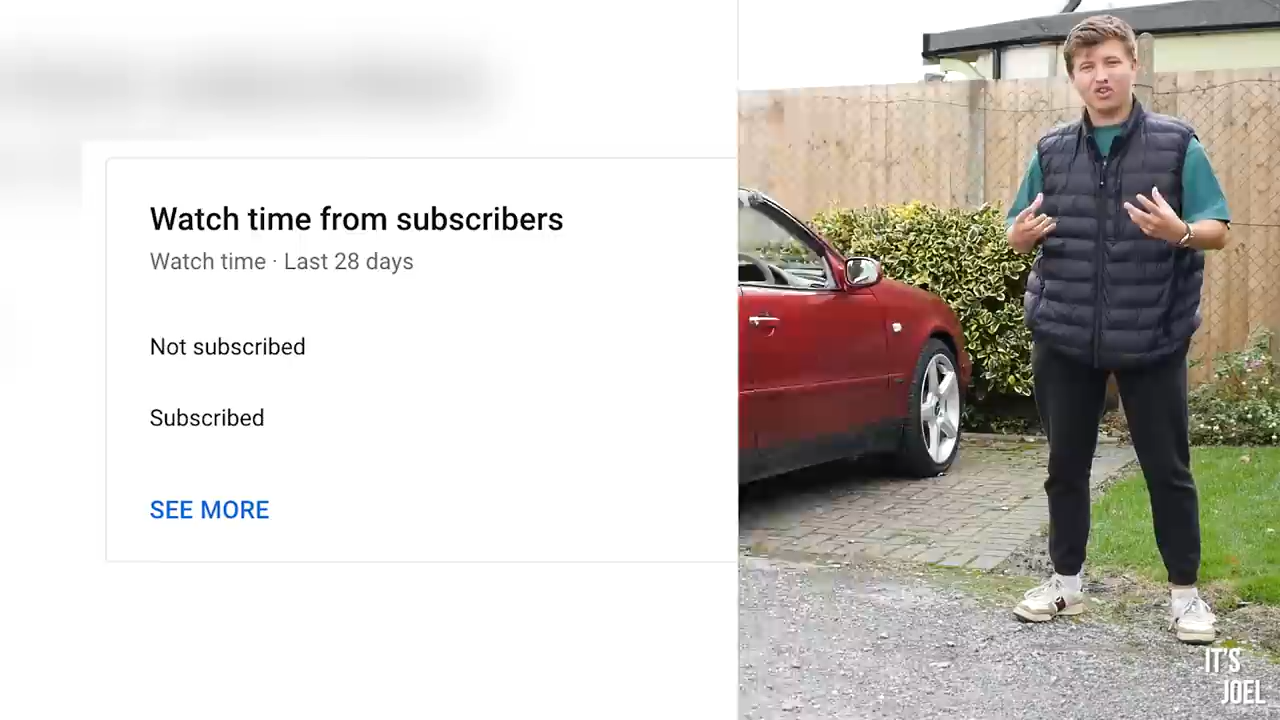 Watch time from subscribers
Watch time · Last 28 days
Not subscribed
Subscribed
SEE MORE
IT'S
JOEL